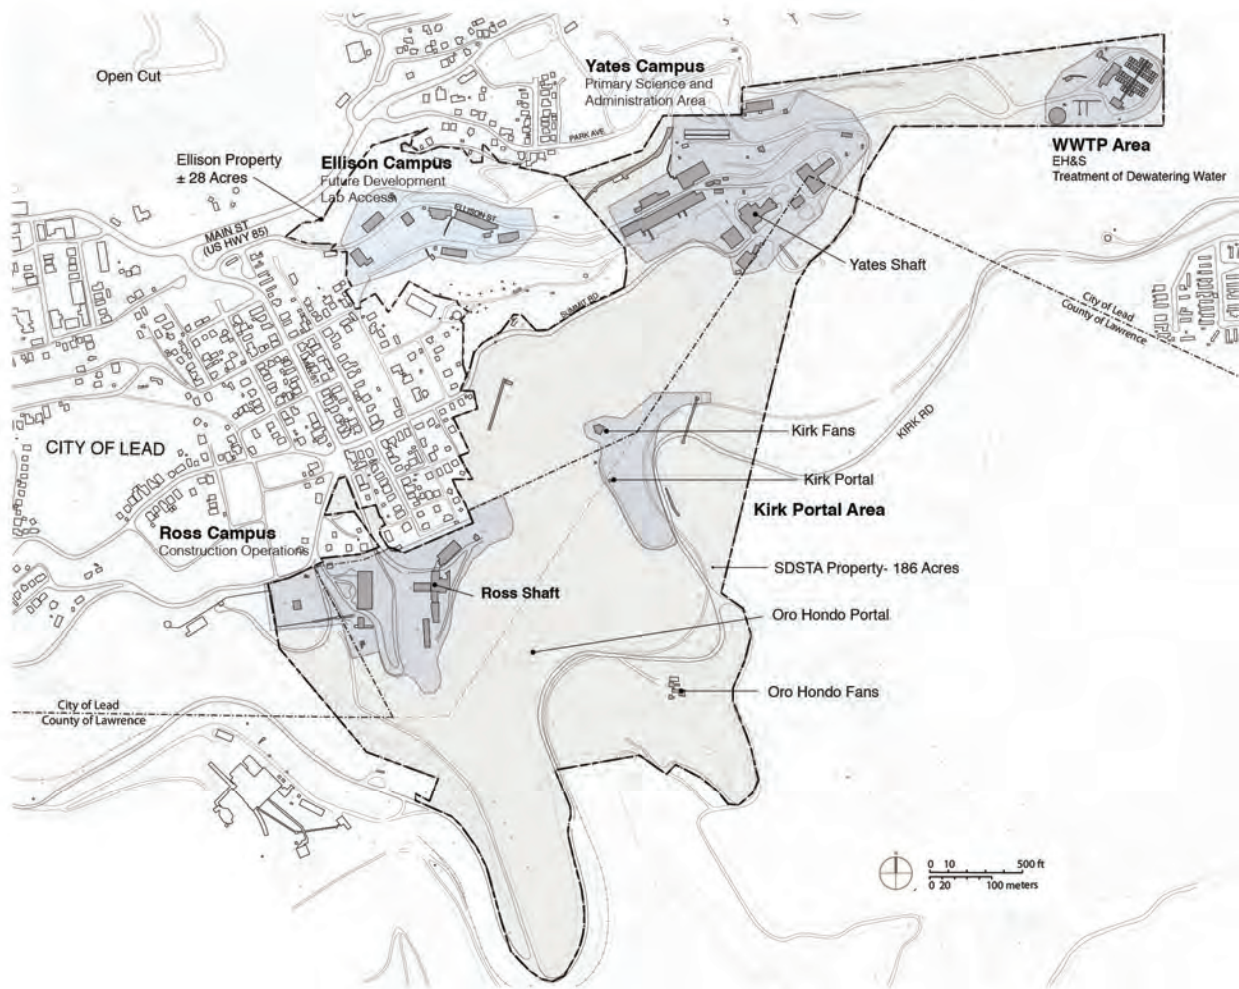 Open Cut
Yates Campus
Primary Science and
Administration Area
PARK AVE
WWTP Area
EH&S
Treatment of Dewatering Water
Ellison Property
± 28 Acres
Ellison Campus
Future Development
Lab Access
ELLISON ST
MAIN ST
(US HWY 85)
Yates Shaft
City of Lead
County of Lawrence
SUMMIT RD
Kirk Fans
KIRK RD
CITY OF LEAD
Kirk Portal
Kirk Portal Area
Ross Campus
Construction Operations
SDSTA Property- 186 Acres
Ross Shaft
Oro Hondo Portal
Oro Hondo Fans
City of Lead
County of Lawrence
0 10 500 ft
0 20 100 meters